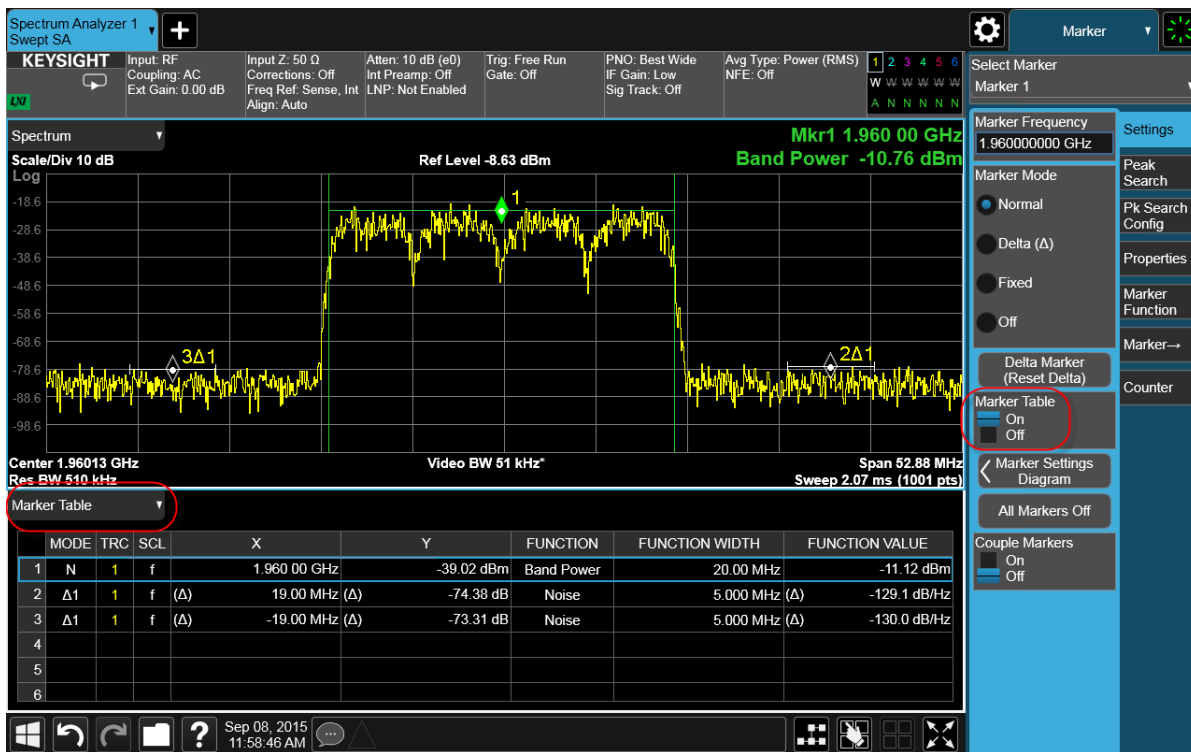 Spectrum Analyzer 1
Swept SA
Marker
KEYSIGHT
LXI
Input: RF
Coupling: AC
Ext Gain: 0.00 dB
Input Z: 50 Ω
Corrections: Off
Freq Ref: Sense, Int
Align: Auto
Atten: 10 dB (e0)
Int Preamp: Off
LNP: Not Enabled
Trig: Free Run
Gate: Off
PNO: Best Wide
IF Gain: Low
Sig Track: Off
Avg Type: Power (RMS)
NFE: Off
1 2 3 4 5 6
W W W W W W
A N N N N N
Select Marker
Marker 1
Spectrum
Mkr1 1.960 00 GHz
Scale/Div 10 dB
Ref Level -8.63 dBm
Band Power -10.76 dBm
Log
-18.6
-28.6
-38.6
-48.6
-58.6
-68.6
-78.6
-88.6
-98.6
1
3Δ1
2Δ1
Center 1.96013 GHz
Video BW 51 kHz*
Span 52.88 MHz
Res BW 510 kHz
Sweep 2.07 ms (1001 pts)
Marker Table
MODE TRC SCL X Y FUNCTION FUNCTION WIDTH FUNCTION VALUE
1 N 1 f 1.960 00 GHz -39.02 dBm Band Power 20.00 MHz -11.12 dBm
2 Δ1 1 f (Δ) 19.00 MHz (Δ) -74.38 dB Noise 5.000 MHz (Δ) -129.1 dB/Hz
3 Δ1 1 f (Δ) -19.00 MHz (Δ) -73.31 dB Noise 5.000 MHz (Δ) -130.0 dB/Hz
4
5
6
Marker Frequency
1.960000000 GHz
Marker Mode
Normal
Delta (Δ)
Fixed
Off
Delta Marker
(Reset Delta)
Marker Table
On
Off
Marker Settings
Diagram
All Markers Off
Couple Markers
On
Off
Settings
Peak
Search
Pk Search
Config
Properties
Marker
Function
Marker→
Counter
?
Sep 08, 2015
11:58:46 AM